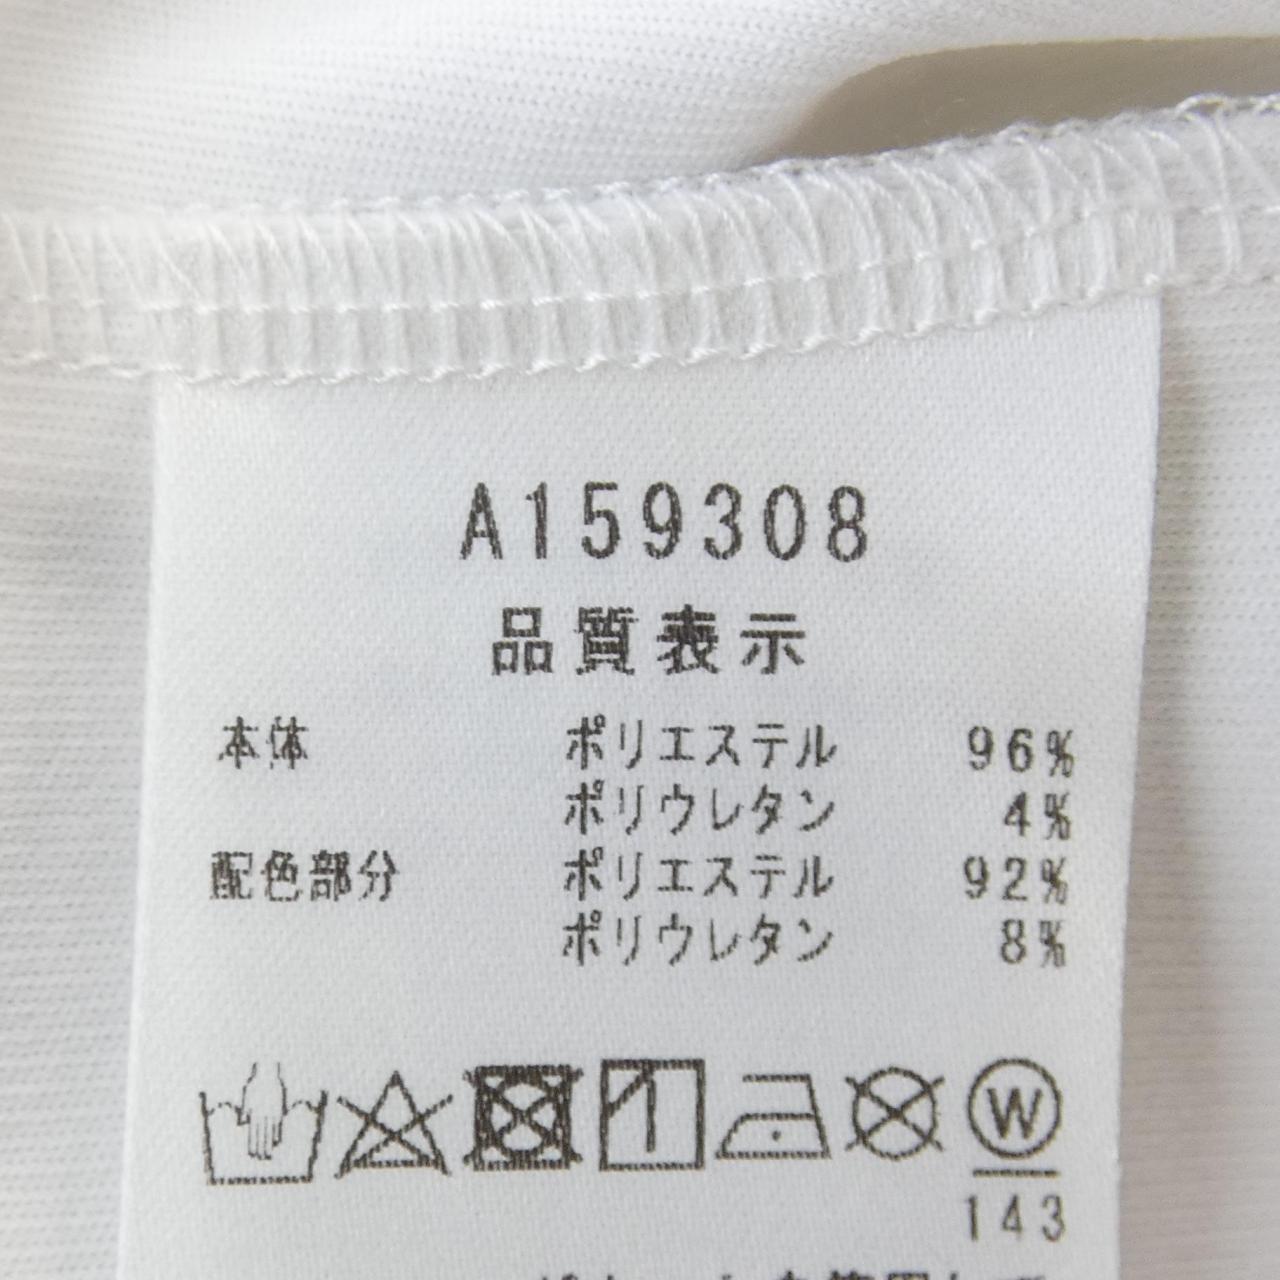 A159308
品質表示
本体 ポリエステル 96%
ポリウレタン 4%
配色部分 ポリエステル 92%
ポリウレタン 8%
W
143